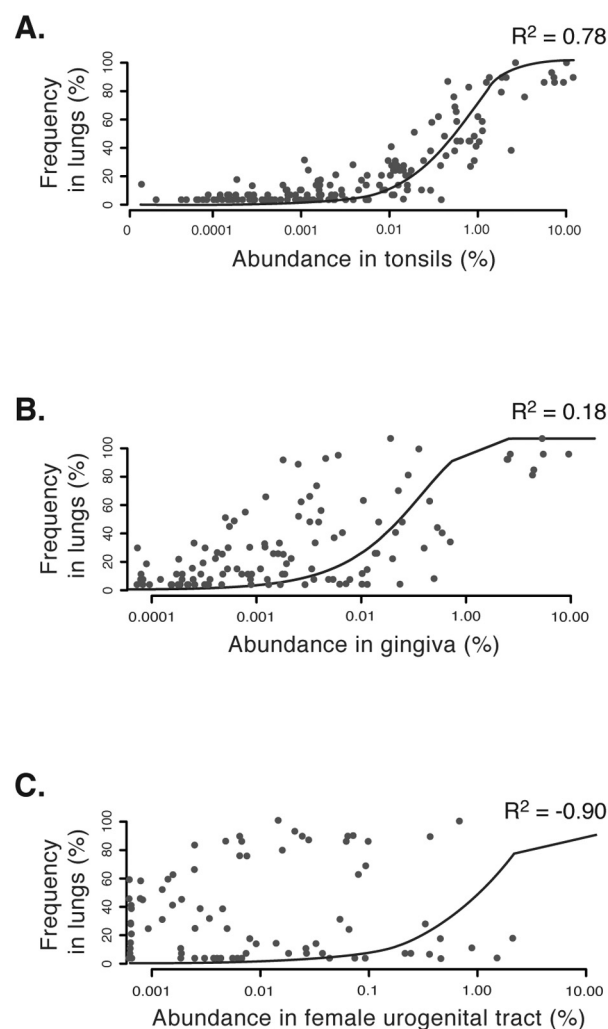 A.
R² = 0.78
Frequency
in lungs (%)
0 20 40 60 80 100
0 0.0001 0.001 0.01 1.00 10.00
Abundance in tonsils (%)
B.
R² = 0.18
Frequency
in lungs (%)
0 20 40 60 80 100
0.0001 0.001 0.01 1.00 10.00
Abundance in gingiva (%)
C.
R² = -0.90
Frequency
in lungs (%)
0 20 40 60 80 100
0.001 0.01 0.1 1.00
Abundance in female urogenital tract (%)